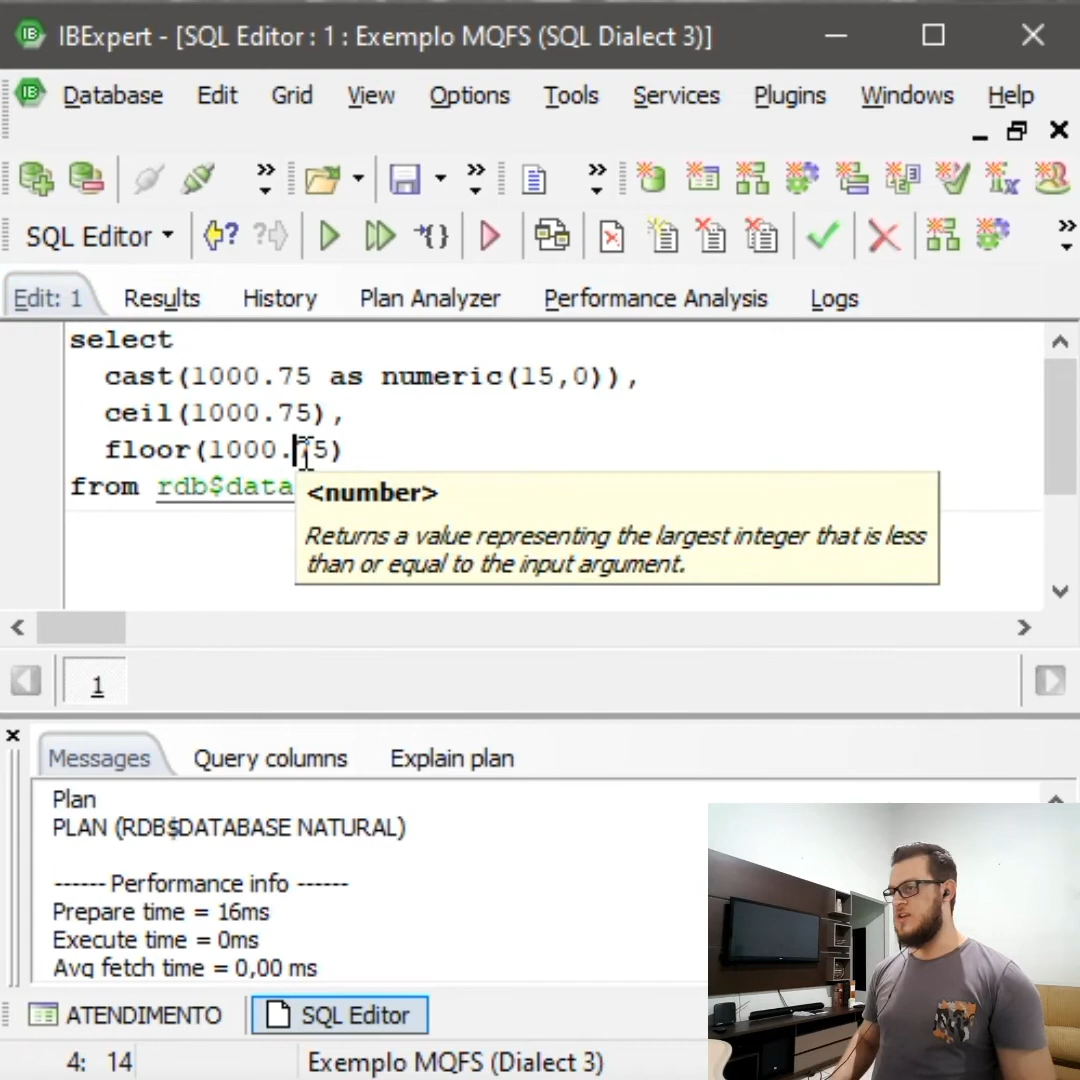 IBExpert - [SQL Editor : 1 : Exemplo MQFS (SQL Dialect 3)]
Database Edit Grid View Options Tools Services Plugins Windows Help
SQL Editor
Edit: 1 Results History Plan Analyzer Performance Analysis Logs
select
cast(1000.75 as numeric(15,0)),
ceil(1000.75),
floor(1000.75)
from rdb$data
<number>
Returns a value representing the largest integer that is less
than or equal to the input argument.
1
Messages Query columns Explain plan
Plan
PLAN (RDB$DATABASE NATURAL)
------ Performance info ------
Prepare time = 16ms
Execute time = 0ms
Avg fetch time = 0,00 ms
ATENDIMENTO SQL Editor
4: 14 Exemplo MQFS (Dialect 3)